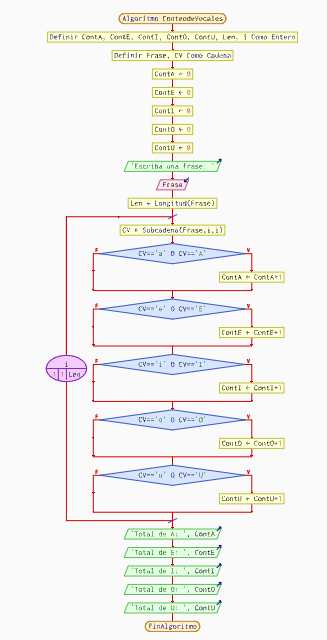 Algoritmo ConteodeVocales
Definir ContA, ContE, ContI, ContO, ContU, Len, i Como Entero
Definir Frase, CV Como Cadena
ContA ← 0
ContE ← 0
ContI ← 0
ContO ← 0
ContU ← 0
'Escriba una frase: '
Frase
Len ← Longitud(Frase)
CV ← Subcadena(Frase,i,i)
F
CV=='a' O CV=='A'
V
ContA ← ContA+1
F
CV=='e' O CV=='E'
V
ContE ← ContE+1
F
CV=='i' O CV=='I'
V
i
1 1 Len
ContI ← ContI+1
F
CV=='o' O CV=='O'
V
ContO ← ContO+1
F
CV=='u' O CV=='U'
V
ContU ← ContU+1
'Total de A: ', ContA
'Total de E: ', ContE
'Total de I: ', ContI
'Total de O: ', ContO
'Total de U: ', ContU
FinAlgoritmo